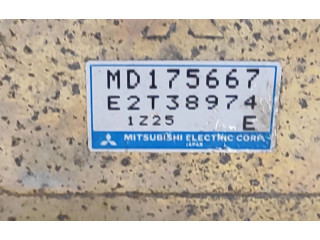 MD175667
E2T38974
1Z25 E
MITSUBISHI ELECTRIC CORP.
JAPAN